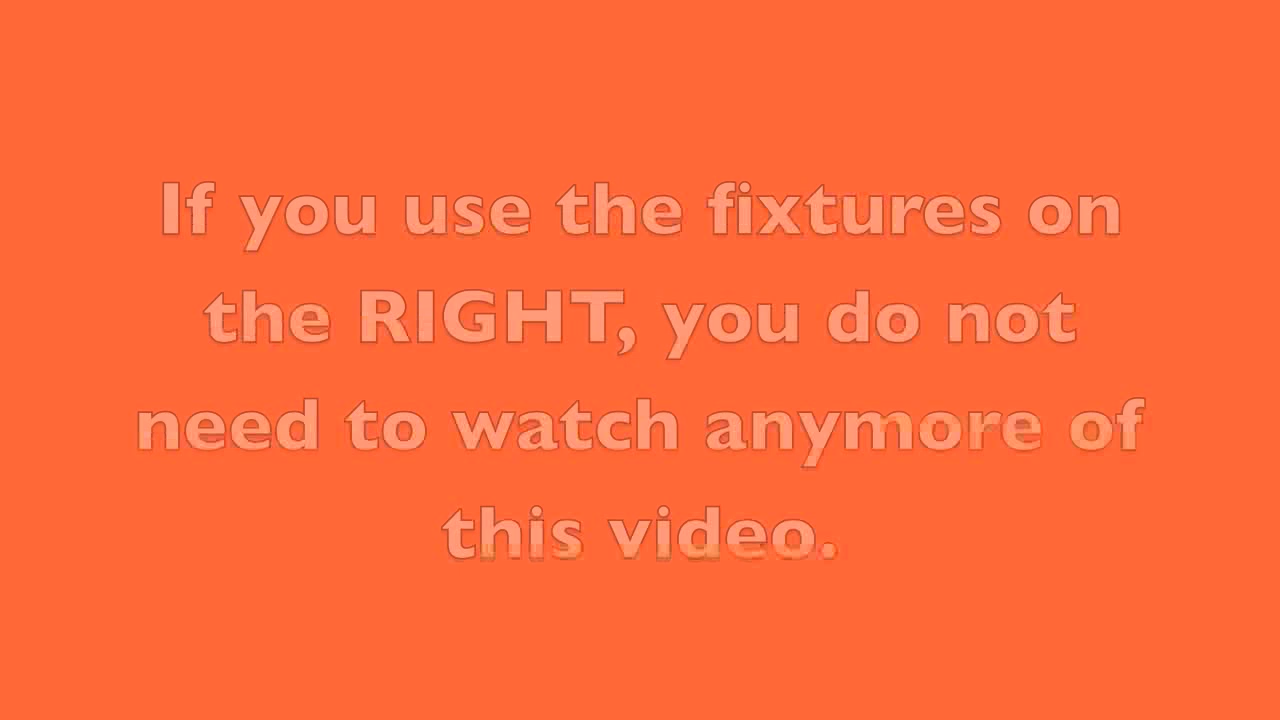 If you use the fixtures on
the RIGHT, you do not
need to watch anymore of
this video.